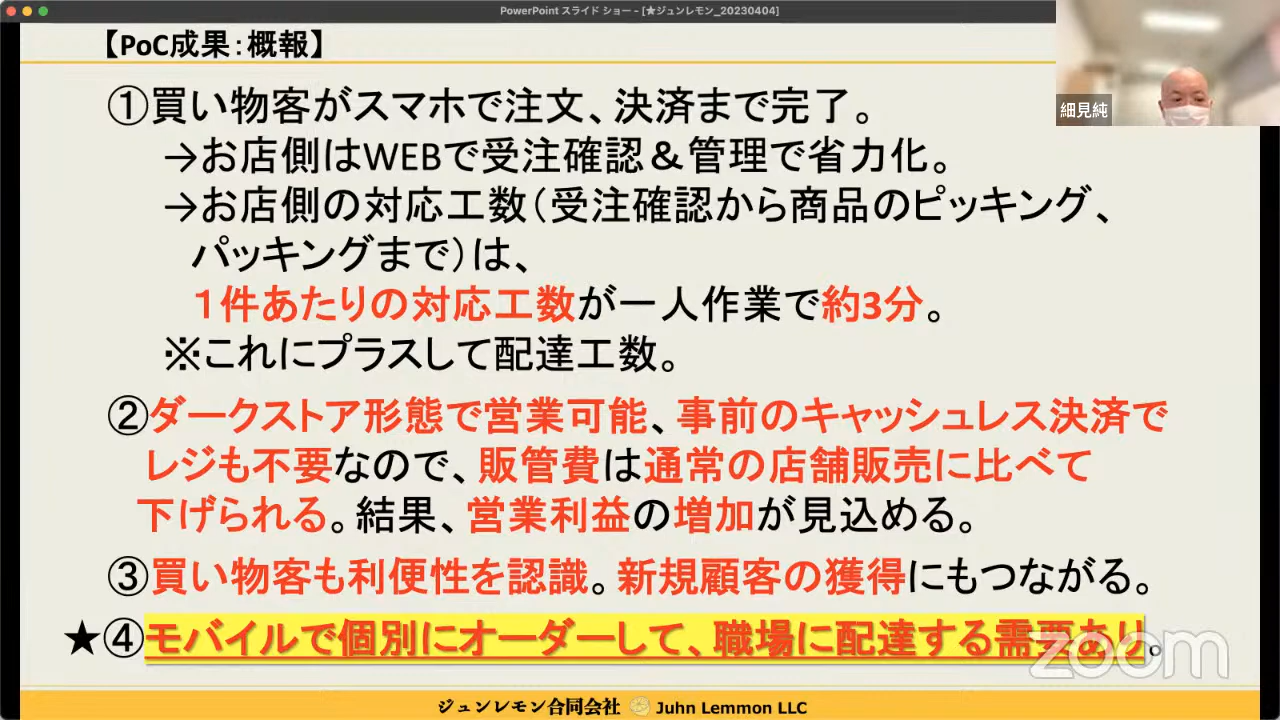 PowerPoint スライド ショー - [★ジュンレモン_20230404]
【PoC成果：概報】
細見純
①買い物客がスマホで注文、決済まで完了。
→お店側はWEBで受注確認＆管理で省力化。
→お店側の対応工数（受注確認から商品のピッキング、
パッキングまで）は、
１件あたりの対応工数が一人作業で約3分。
※これにプラスして配達工数。
②ダークストア形態で営業可能、事前のキャッシュレス決済で
レジも不要なので、販管費は通常の店舗販売に比べて
下げられる。結果、営業利益の増加が見込める。
③買い物客も利便性を認識。新規顧客の獲得にもつながる。
★④モバイルで個別にオーダーして、職場に配達する需要あり。
zoom
ジュンレモン合同会社 Juhn Lemmon LLC